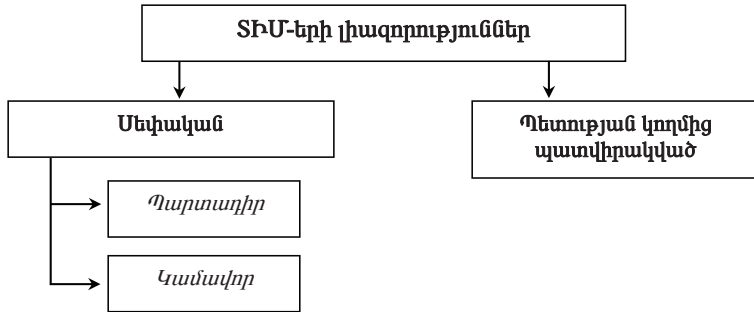 ՏԻՄ-երի լիազորություններ
Սեփական
Պետության կողմից
պատվիրակված
Պարտադիր
Կամավոր